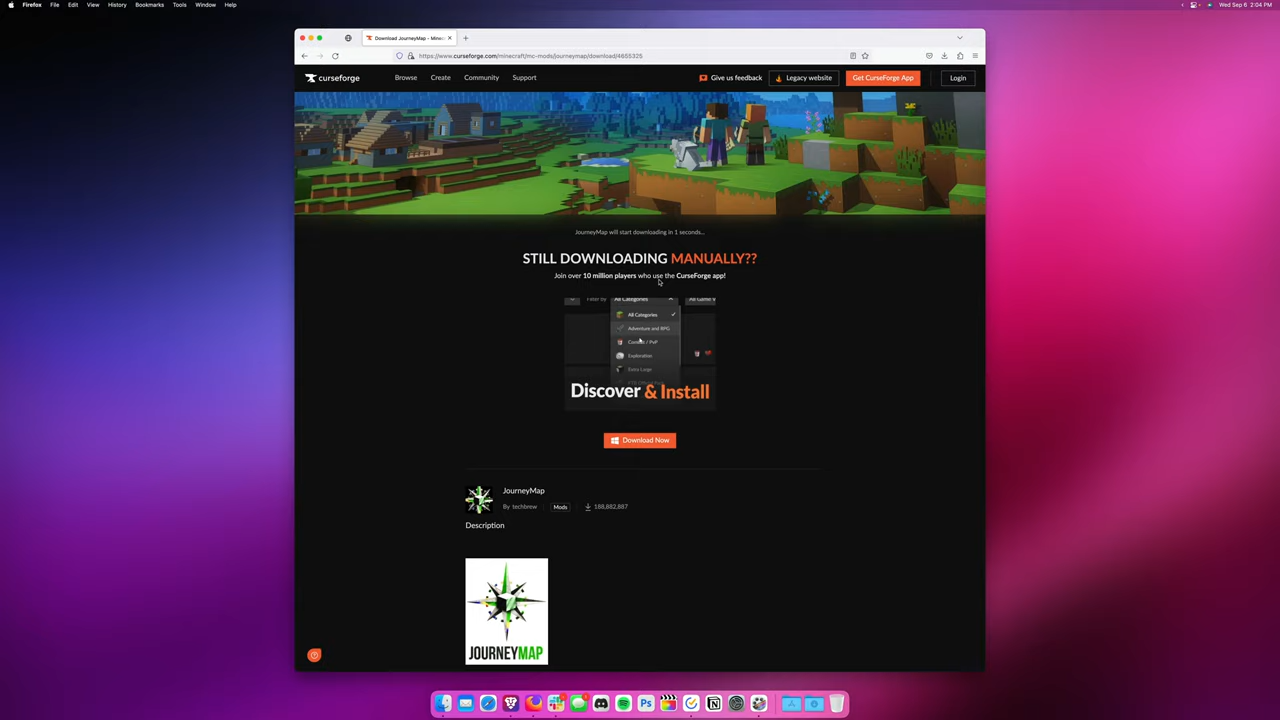 Firefox File Edit View History Bookmarks Tools Window Help
Wed Sep 6 2:04 PM
Download JourneyMap - Minec
https://www.curseforge.com/minecraft/mc-mods/journeymap/download/4655325
curseforge Browse Create Community Support Give us feedback Legacy website Get CurseForge App Login
JourneyMap will start downloading in 1 seconds...
STILL DOWNLOADING MANUALLY??
Join over 10 million players who use the CurseForge app!
Filter by All Categories All Game V
All Categories
Adventure and RPG
Combat / PvP
Exploration
Extra Large
Discover & Install
Download Now
JourneyMap
By techbrew Mods 188,882,887
Description
JOURNEYMAP